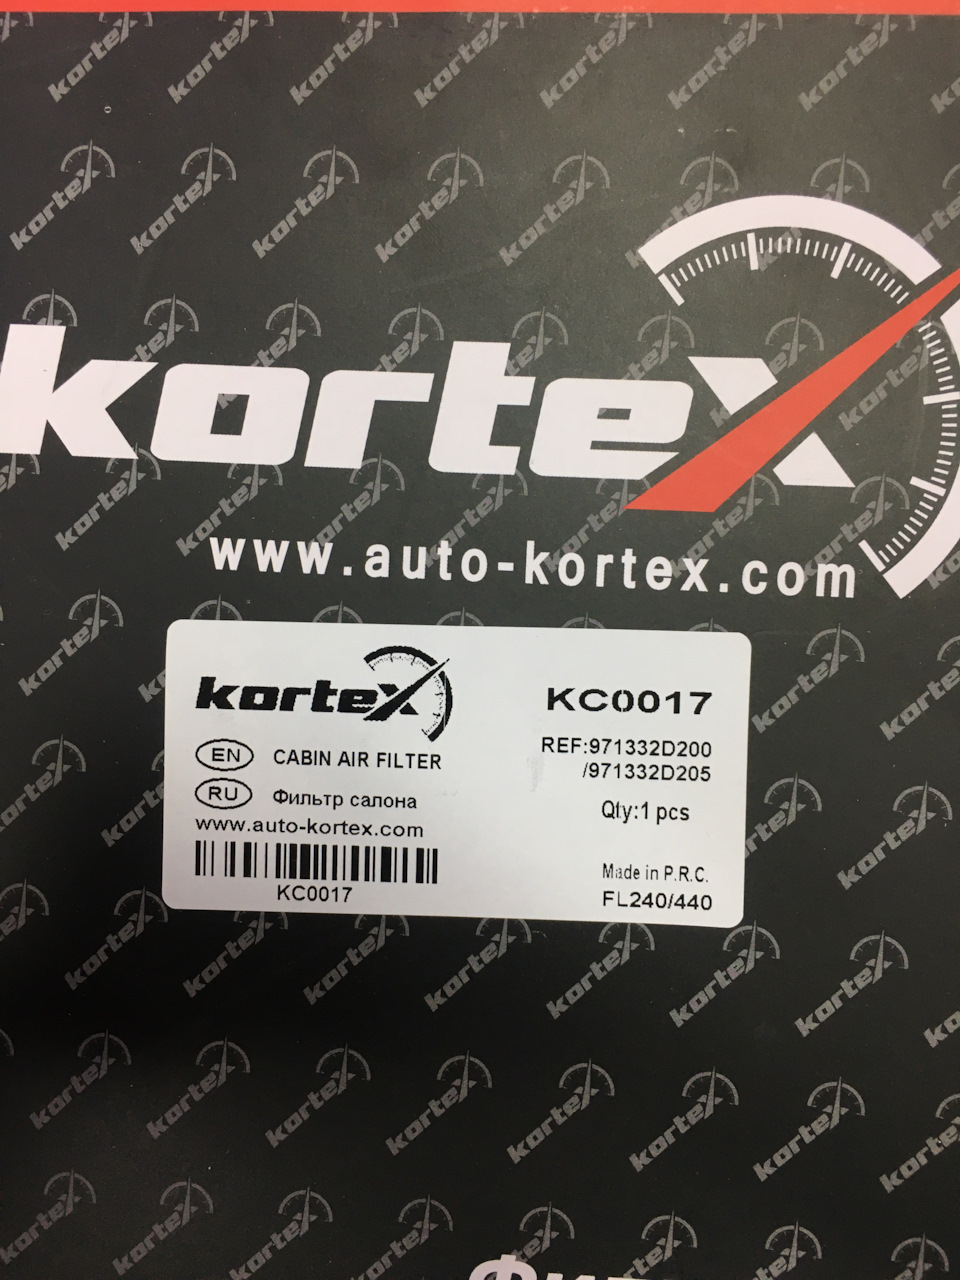 kortex
www.auto-kortex.com
kortex
KC0017
EN CABIN AIR FILTER
REF:971332D200
/971332D205
RU Фильтр салона
Qty:1 pcs
www.auto-kortex.com
KC0017
Made in P.R.C.
FL240/440